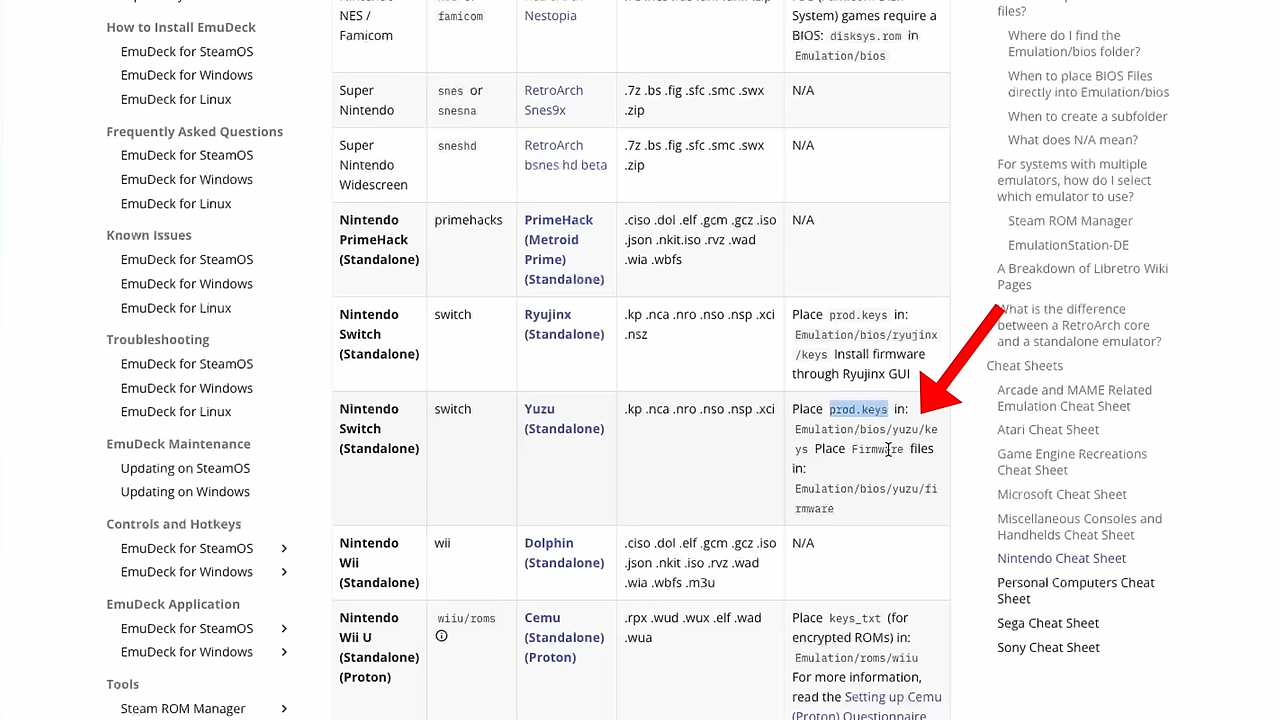 How to Install EmuDeck
EmuDeck for SteamOS
EmuDeck for Windows
EmuDeck for Linux
Frequently Asked Questions
EmuDeck for SteamOS
EmuDeck for Windows
EmuDeck for Linux
Known Issues
EmuDeck for SteamOS
EmuDeck for Windows
EmuDeck for Linux
Troubleshooting
EmuDeck for SteamOS
EmuDeck for Windows
EmuDeck for Linux
EmuDeck Maintenance
Updating on SteamOS
Updating on Windows
Controls and Hotkeys
EmuDeck for SteamOS
EmuDeck for Windows
EmuDeck Application
EmuDeck for SteamOS
EmuDeck for Windows
Tools
Steam ROM Manager
NES /
Famicom
famicom
Nestopia
System) games require a
BIOS: disksys.rom in
Emulation/bios
Super
Nintendo
snes or
snesna
RetroArch
Snes9x
.7z .bs .fig .sfc .smc .swx
.zip
N/A
Super
Nintendo
Widescreen
sneshd
RetroArch
bsnes hd beta
.7z .bs .fig .sfc .smc .swx
.zip
N/A
Nintendo
PrimeHack
(Standalone)
primehacks
PrimeHack
(Metroid
Prime)
(Standalone)
.ciso .dol .elf .gcm .gcz .iso
.json .nkit.iso .rvz .wad
.wia .wbfs
N/A
Nintendo
Switch
(Standalone)
switch
Ryujinx
(Standalone)
.kp .nca .nro .nso .nsp .xci
.nsz
Place prod.keys in:
Emulation/bios/ryujinx
/keys Install firmware
through Ryujinx GUI
Nintendo
Switch
(Standalone)
switch
Yuzu
(Standalone)
.kp .nca .nro .nso .nsp .xci
Place prod.keys in:
Emulation/bios/yuzu/ke
ys Place Firmware files
in:
Emulation/bios/yuzu/fi
rmware
Nintendo
Wii
(Standalone)
wii
Dolphin
(Standalone)
.ciso .dol .elf .gcm .gcz .iso
.json .nkit .iso .rvz .wad
.wia .wbfs .m3u
N/A
Nintendo
Wii U
(Standalone)
(Proton)
wiiu/roms
Cemu
(Standalone)
(Proton)
.rpx .wud .wux .elf .wad
.wua
Place keys_txt (for
encrypted ROMs) in:
Emulation/roms/wiiu
For more information,
read the Setting up Cemu
(Proton) Questionnaire
files?
Where do I find the
Emulation/bios folder?
When to place BIOS Files
directly into Emulation/bios
When to create a subfolder
What does N/A mean?
For systems with multiple
emulators, how do I select
which emulator to use?
Steam ROM Manager
EmulationStation-DE
A Breakdown of Libretro Wiki
Pages
What is the difference
between a RetroArch core
and a standalone emulator?
Cheat Sheets
Arcade and MAME Related
Emulation Cheat Sheet
Atari Cheat Sheet
Game Engine Recreations
Cheat Sheet
Microsoft Cheat Sheet
Miscellaneous Consoles and
Handhelds Cheat Sheet
Nintendo Cheat Sheet
Personal Computers Cheat
Sheet
Sega Cheat Sheet
Sony Cheat Sheet